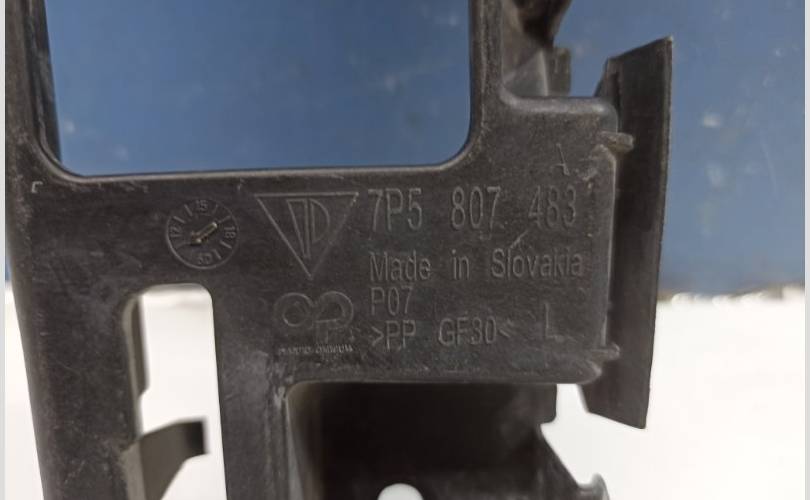 7P5 807 483
Made in Slovakia
P07
>PP GF30< L